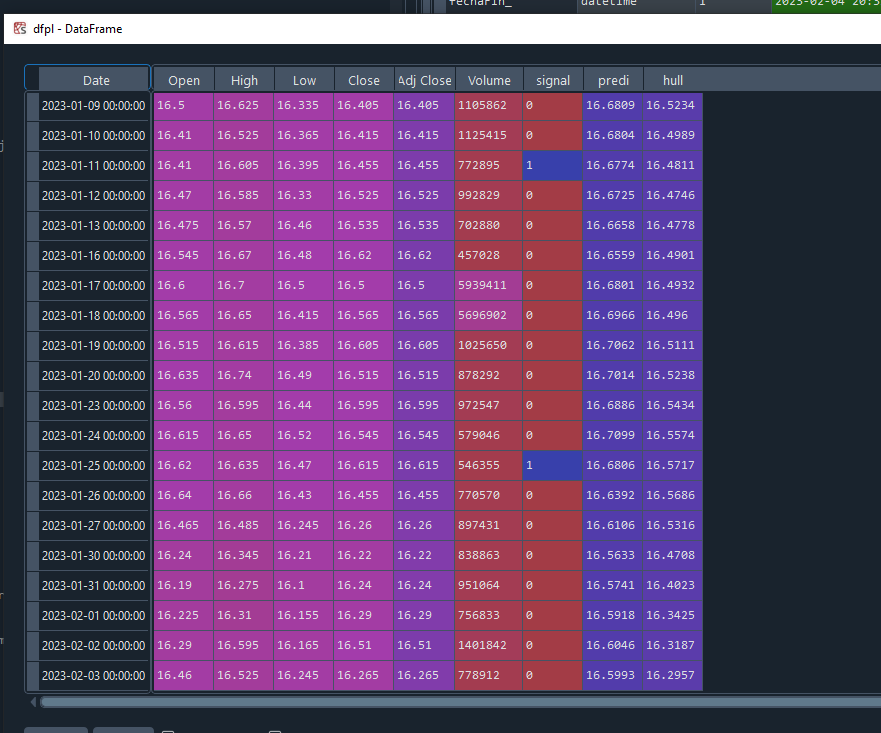 fechaFin_ datetime 1 2023-02-04 20:3
dfpl - DataFrame
Date Open High Low Close Adj Close Volume signal predi hull
2023-01-09 00:00:00 16.5 16.625 16.335 16.405 16.405 1105862 0 16.6809 16.5234
2023-01-10 00:00:00 16.41 16.525 16.365 16.415 16.415 1125415 0 16.6804 16.4989
2023-01-11 00:00:00 16.41 16.605 16.395 16.455 16.455 772895 1 16.6774 16.4811
2023-01-12 00:00:00 16.47 16.585 16.33 16.525 16.525 992829 0 16.6725 16.4746
2023-01-13 00:00:00 16.475 16.57 16.46 16.535 16.535 702880 0 16.6658 16.4778
2023-01-16 00:00:00 16.545 16.67 16.48 16.62 16.62 457028 0 16.6559 16.4901
2023-01-17 00:00:00 16.6 16.7 16.5 16.5 16.5 5939411 0 16.6801 16.4932
2023-01-18 00:00:00 16.565 16.65 16.415 16.565 16.565 5696902 0 16.6966 16.496
2023-01-19 00:00:00 16.515 16.615 16.385 16.605 16.605 1025650 0 16.7062 16.5111
2023-01-20 00:00:00 16.635 16.74 16.49 16.515 16.515 878292 0 16.7014 16.5238
2023-01-23 00:00:00 16.56 16.595 16.44 16.595 16.595 972547 0 16.6886 16.5434
2023-01-24 00:00:00 16.615 16.65 16.52 16.545 16.545 579046 0 16.7099 16.5574
2023-01-25 00:00:00 16.62 16.635 16.47 16.615 16.615 546355 1 16.6806 16.5717
2023-01-26 00:00:00 16.64 16.66 16.43 16.455 16.455 770570 0 16.6392 16.5686
2023-01-27 00:00:00 16.465 16.485 16.245 16.26 16.26 897431 0 16.6106 16.5316
2023-01-30 00:00:00 16.24 16.345 16.21 16.22 16.22 838863 0 16.5633 16.4708
2023-01-31 00:00:00 16.19 16.275 16.1 16.24 16.24 951064 0 16.5741 16.4023
2023-02-01 00:00:00 16.225 16.31 16.155 16.29 16.29 756833 0 16.5918 16.3425
2023-02-02 00:00:00 16.29 16.595 16.165 16.51 16.51 1401842 0 16.6046 16.3187
2023-02-03 00:00:00 16.46 16.525 16.245 16.265 16.265 778912 0 16.5993 16.2957